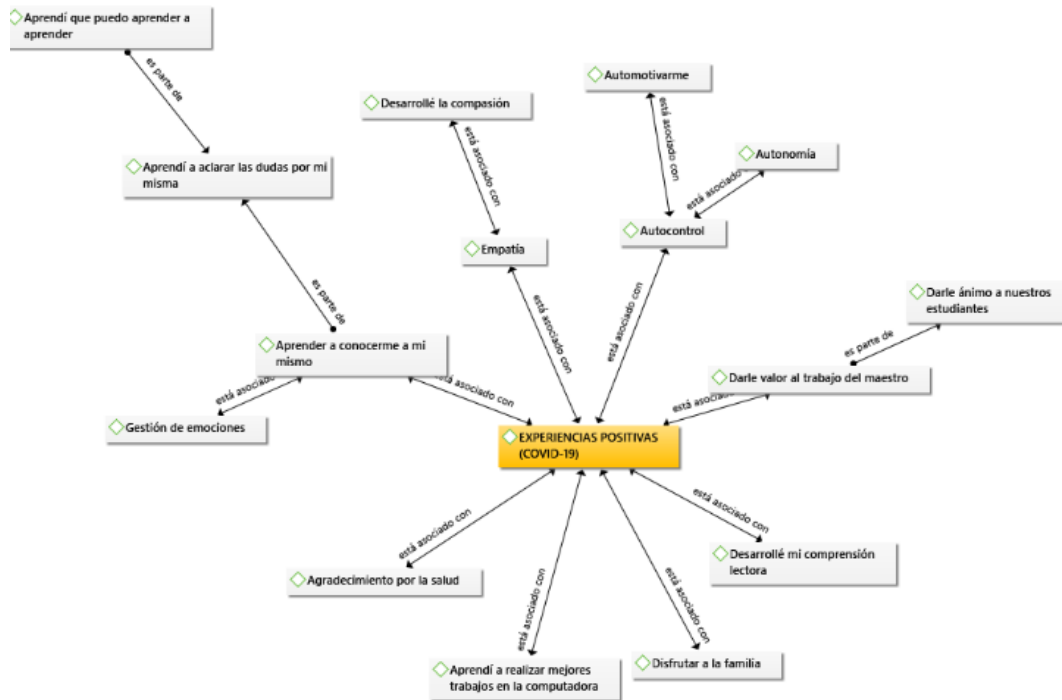 Aprendí que puedo aprender a
aprender
es parte de
Automotivarme
Desarrollé la compasión
está asociado con
está asociado con
Autonomía
Aprendí a aclarar las dudas por mi
misma
está asociado
Autocontrol
Empatía
es parte de
está asociado con
está asociado con
Darle ánimo a nuestros
estudiantes
es parte de
Aprender a conocerme a mi
mismo
Darle valor al trabajo del maestro
está asociado
está asociado con
está asociado
Gestión de emociones
EXPERIENCIAS POSITIVAS
(COVID-19)
está asociado con
está asociado con
está asociado con
está asociado con
Desarrollé mi comprensión
lectora
Agradecimiento por la salud
Aprendí a realizar mejores
trabajos en la computadora
Disfrutar a la familia